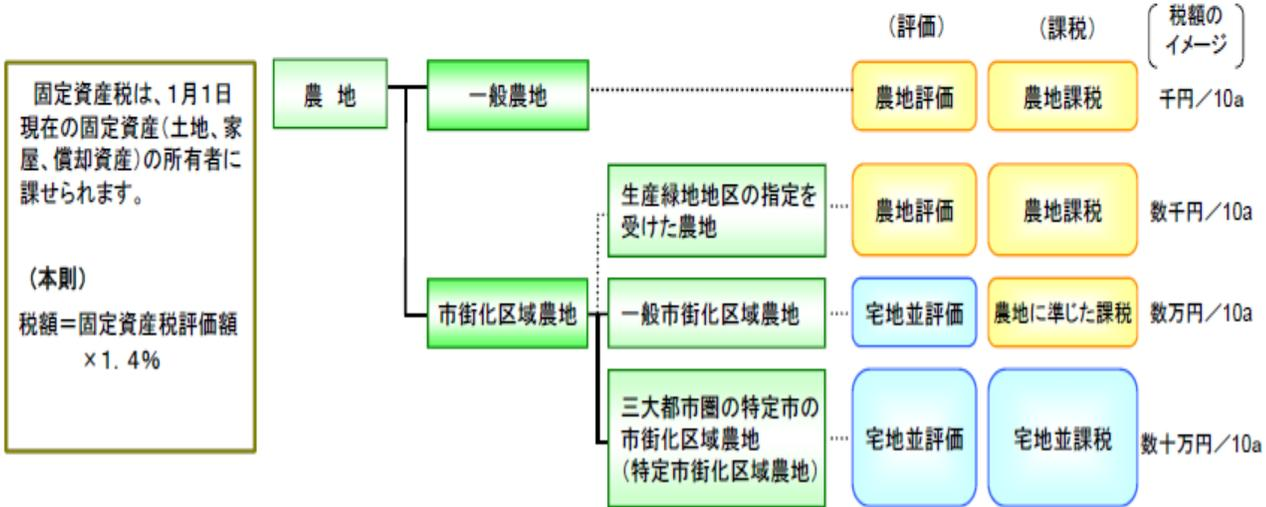 固定資産税は、1月1日
現在の固定資産(土地、家
屋、償却資産)の所有者に
課せられます。
(本則)
税額=固定資産税評価額
×1.4%
(評価)
(課税)
税額の
イメージ
農 地
一般農地
農地評価
農地課税
千円/10a
生産緑地地区の指定を
受けた農地
農地評価
農地課税
数千円/10a
市街化区域農地
一般市街化区域農地
宅地並評価
農地に準じた課税
数万円/10a
三大都市圏の特定市の
市街化区域農地
(特定市街化区域農地)
宅地並評価
宅地並課税
数十万円/10a